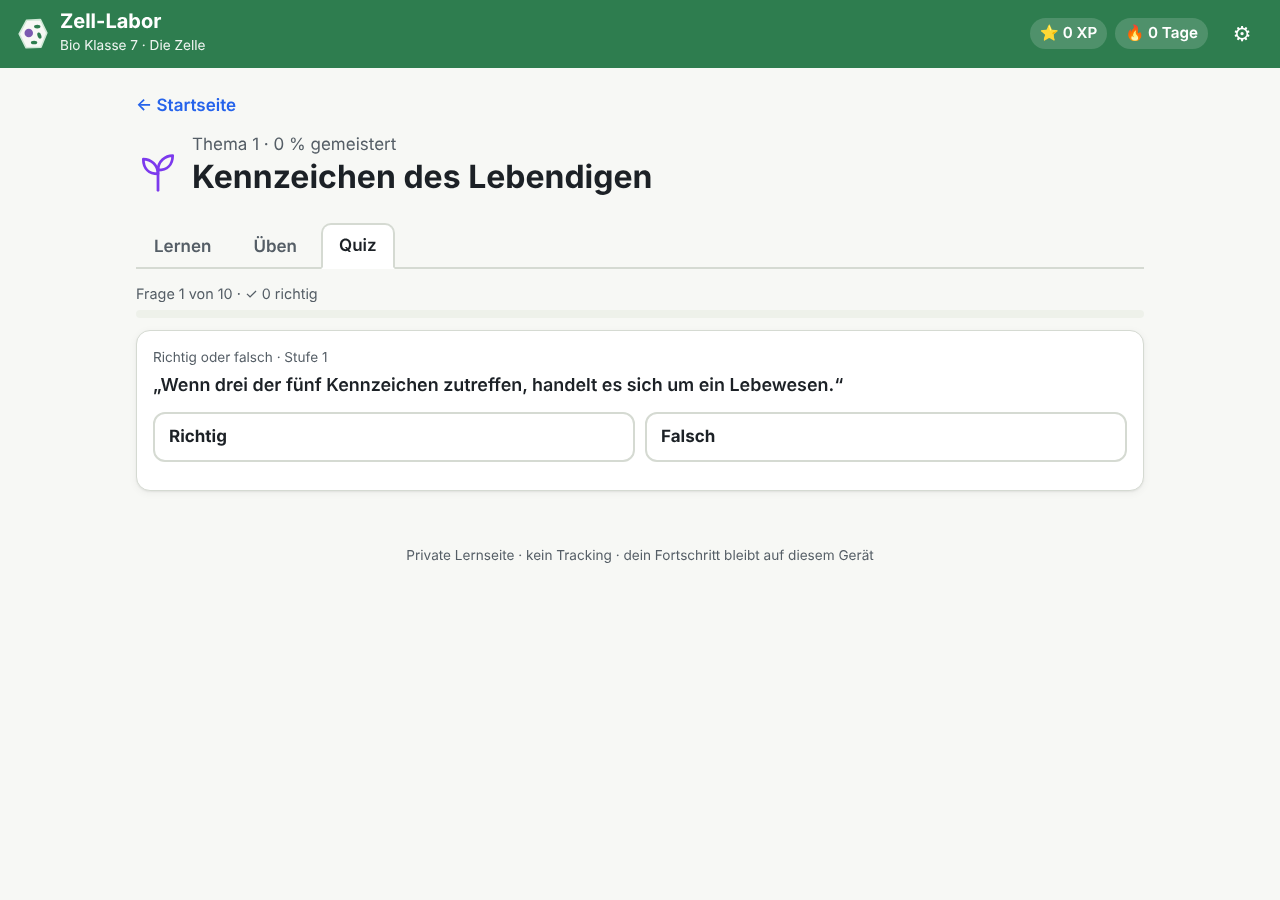 Zell-Labor
Bio Klasse 7 · Die Zelle
⭐ 0 XP
🔥 0 Tage
← Startseite
Thema 1 · 0 % gemeistert
Kennzeichen des Lebendigen
Lernen
Üben
Quiz
Frage 1 von 10 · ✓ 0 richtig
Richtig oder falsch · Stufe 1
„Wenn drei der fünf Kennzeichen zutreffen, handelt es sich um ein Lebewesen.“
Richtig
Falsch
Private Lernseite · kein Tracking · dein Fortschritt bleibt auf diesem Gerät